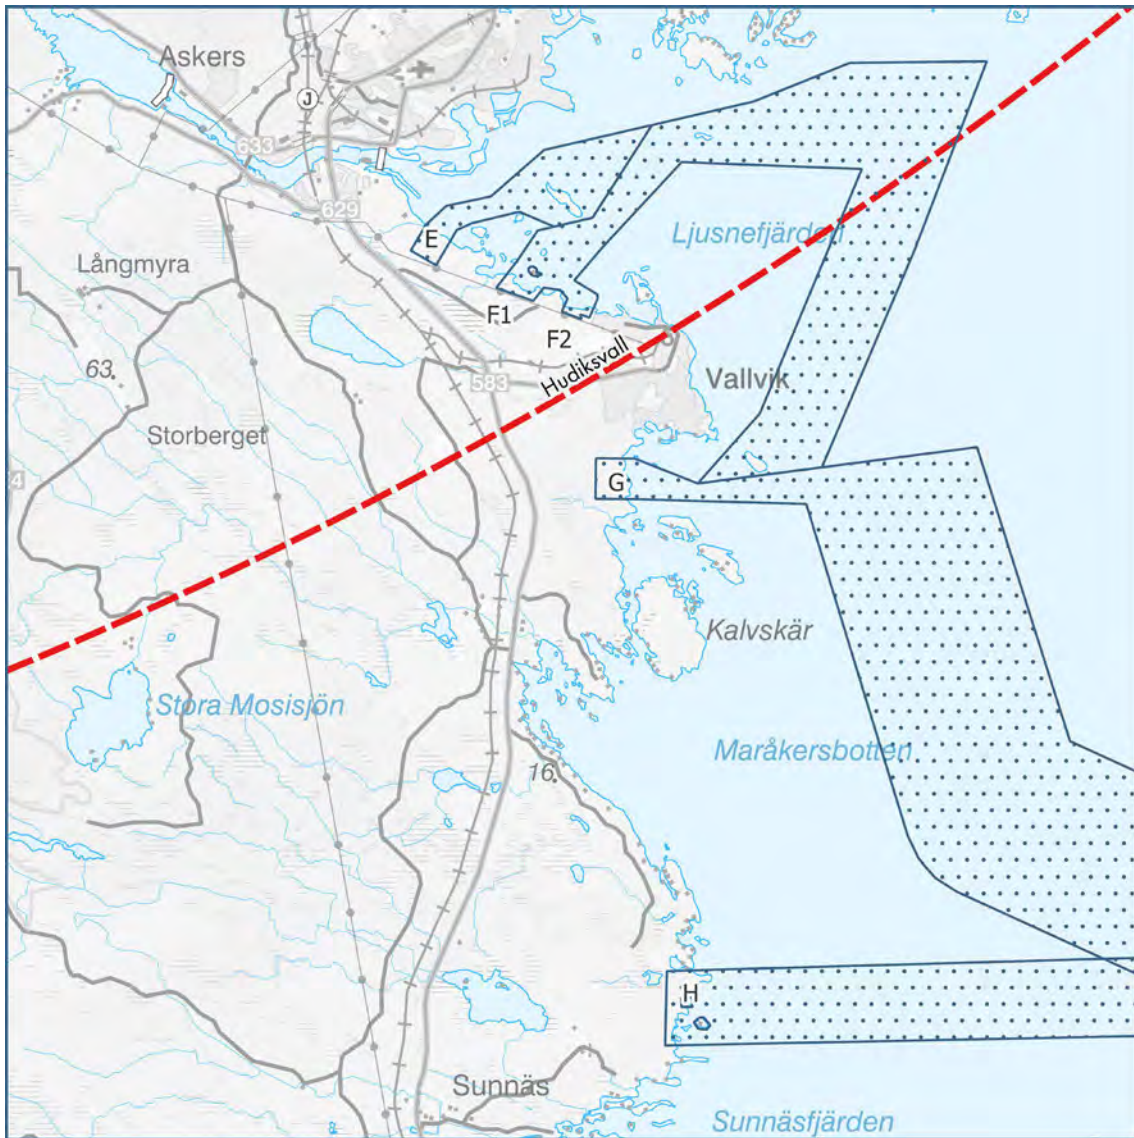 Askers
J
633
629
E
Ljusnefjärden
Långmyra
F1
F2
63
Hudiksvall
583
Vallvik
Storberget
4
G
Kalvskär
Stora Mosisjön
Maråkersbotten
16
H
Sunnäs
Sunnäsfjärden